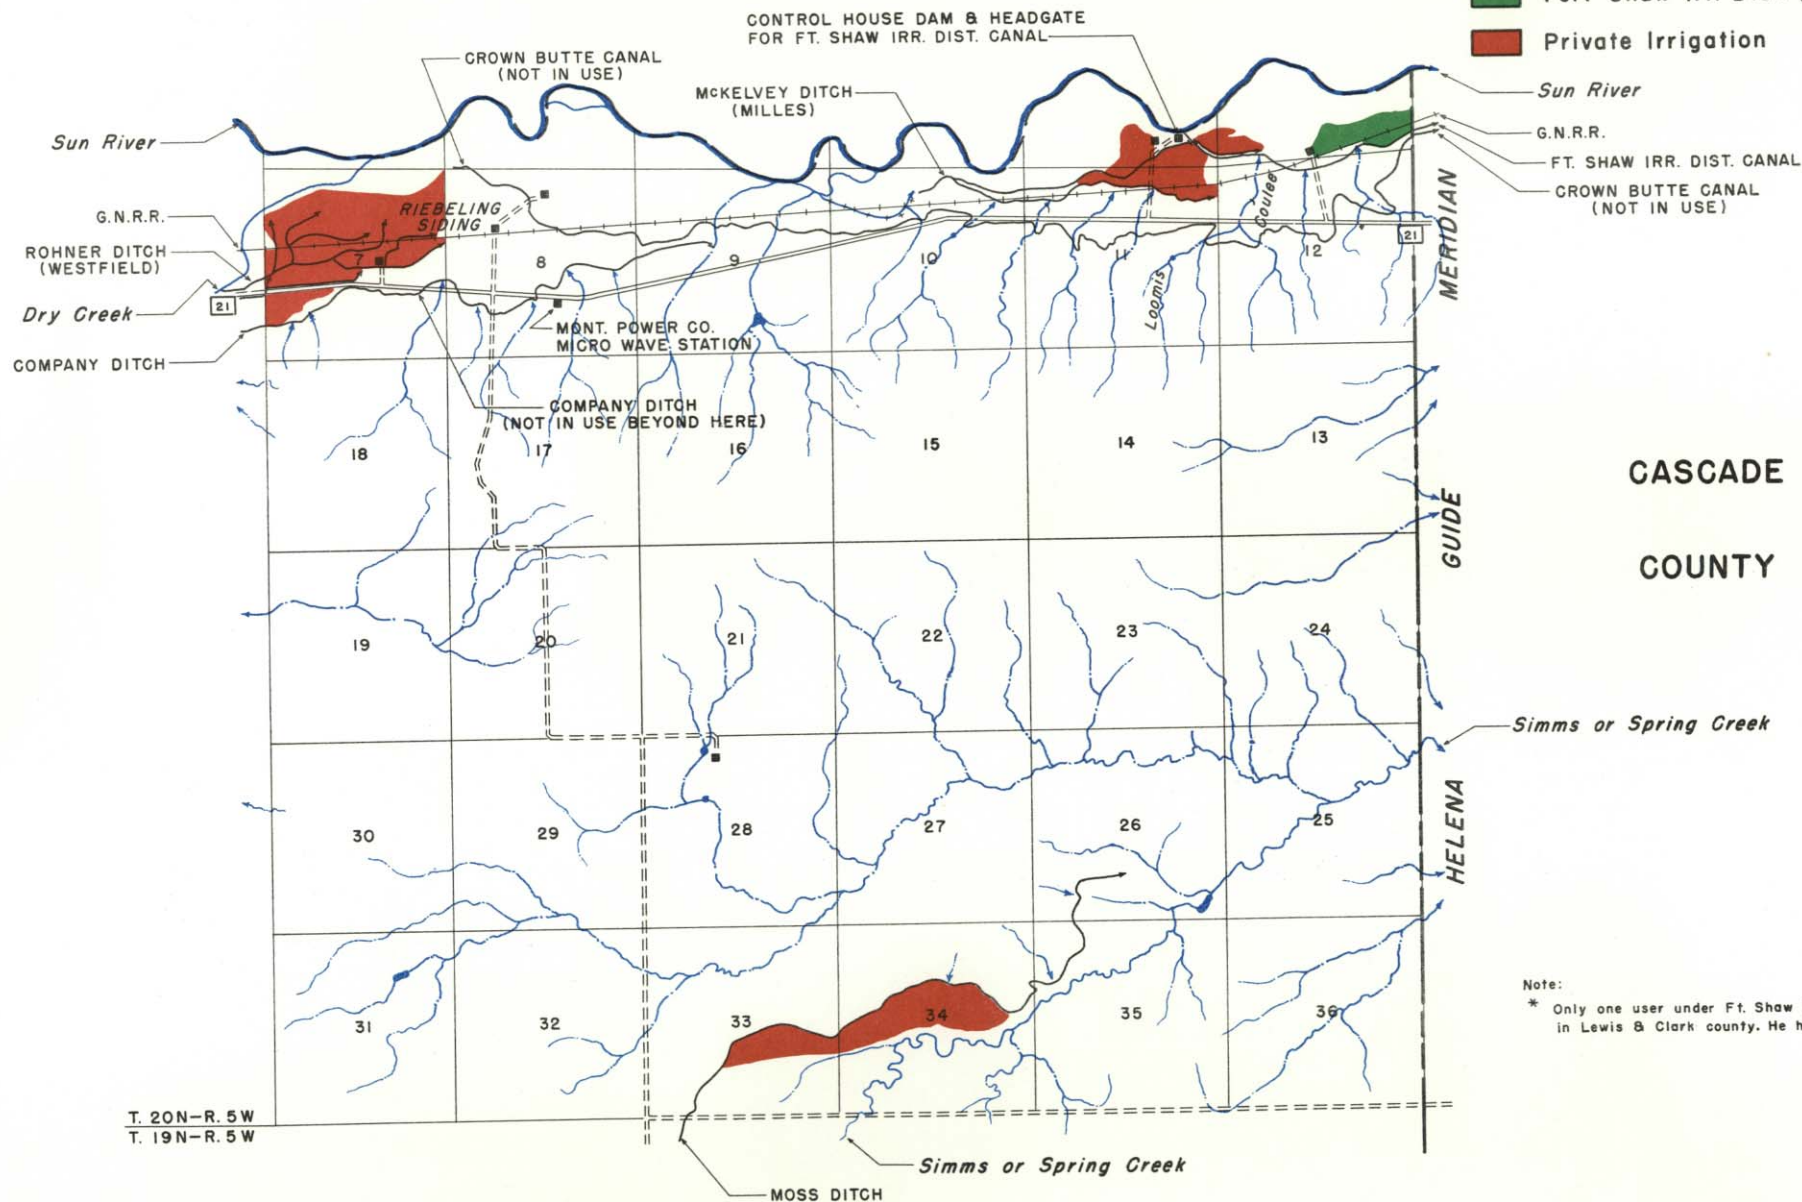 CONTROL HOUSE DAM & HEADGATE
FOR FT. SHAW IRR. DIST. CANAL
Private Irrigation
CROWN BUTTE CANAL
(NOT IN USE)
McKELVEY DITCH
(MILLES)
Sun River
Sun River
G.N.R.R.
FT. SHAW IRR. DIST. CANAL
CROWN BUTTE CANAL
(NOT IN USE)
G.N.R.R.
RIEBELING
SIDING
ROHNER DITCH
(WESTFIELD)
Dry Creek
21
COMPANY DITCH
7
8
9
10
11
12
Loomis
Coulee
21
MONT. POWER CO.
MICRO WAVE STATION
COMPANY DITCH
(NOT IN USE BEYOND HERE)
18
17
16
15
14
13
MERIDIAN
GUIDE
HELENA
CASCADE
COUNTY
19
20
21
22
23
24
Simms or Spring Creek
30
29
28
27
26
25
31
32
33
34
35
36
Note:
* Only one user under Ft. Shaw
in Lewis & Clark county. He
T. 20N-R. 5W
T. 19N-R. 5W
Simms or Spring Creek
MOSS DITCH